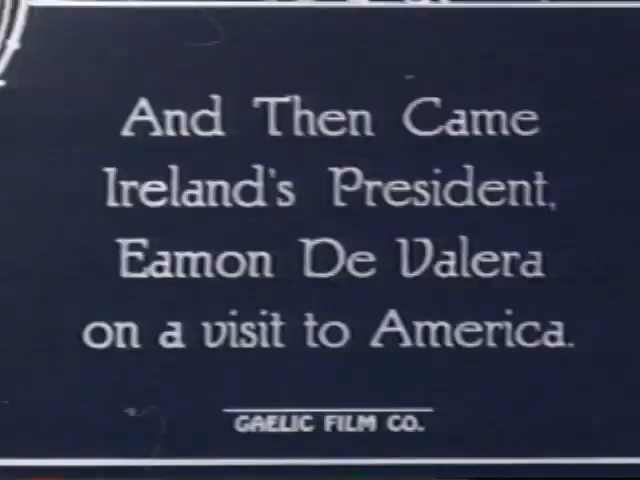 And Then Came
Ireland's President,
Eamon De Valera
on a visit to America.
GAELIC FILM CO.